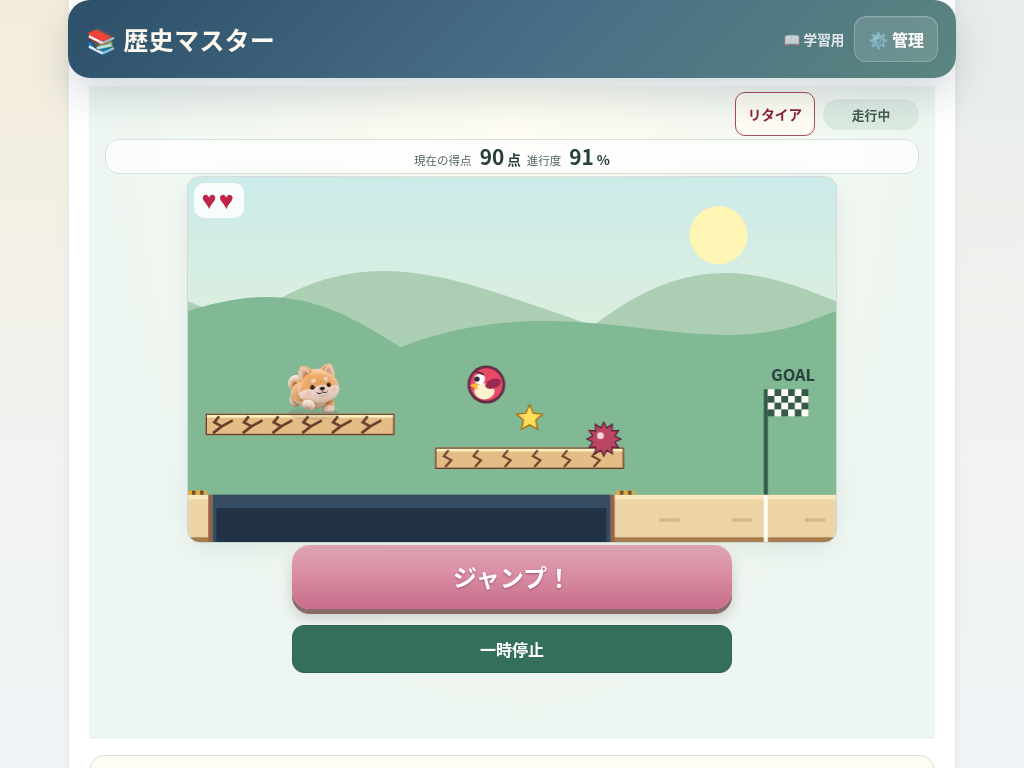 📚 歴史マスター
📖 学習用
⚙️ 管理
リタイア
走行中
現在の得点 90 点 進行度 91 %
♥♥
GOAL
ジャンプ！
一時停止